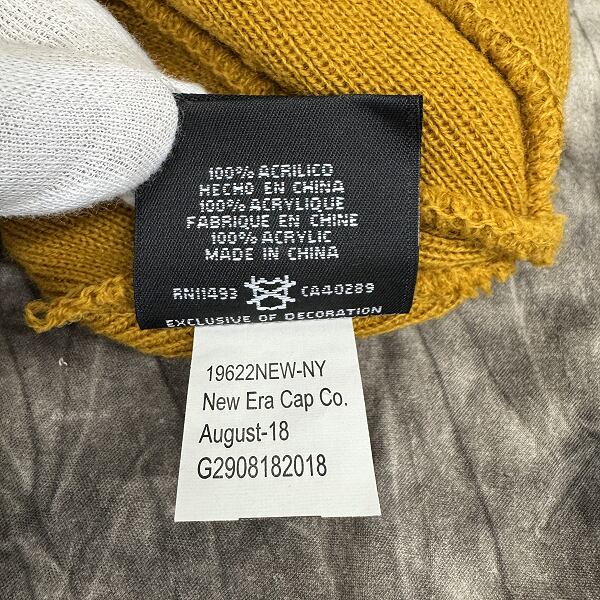 100% ACRILICO
HECHO EN CHINA
100% ACRYLIQUE
FABRIQUE EN CHINE
100% ACRYLIC
MADE IN CHINA
RN11493 CA40289
EXCLUSIVE OF DECORATION
19622NEW-NY
New Era Cap Co.
August-18
G2908182018